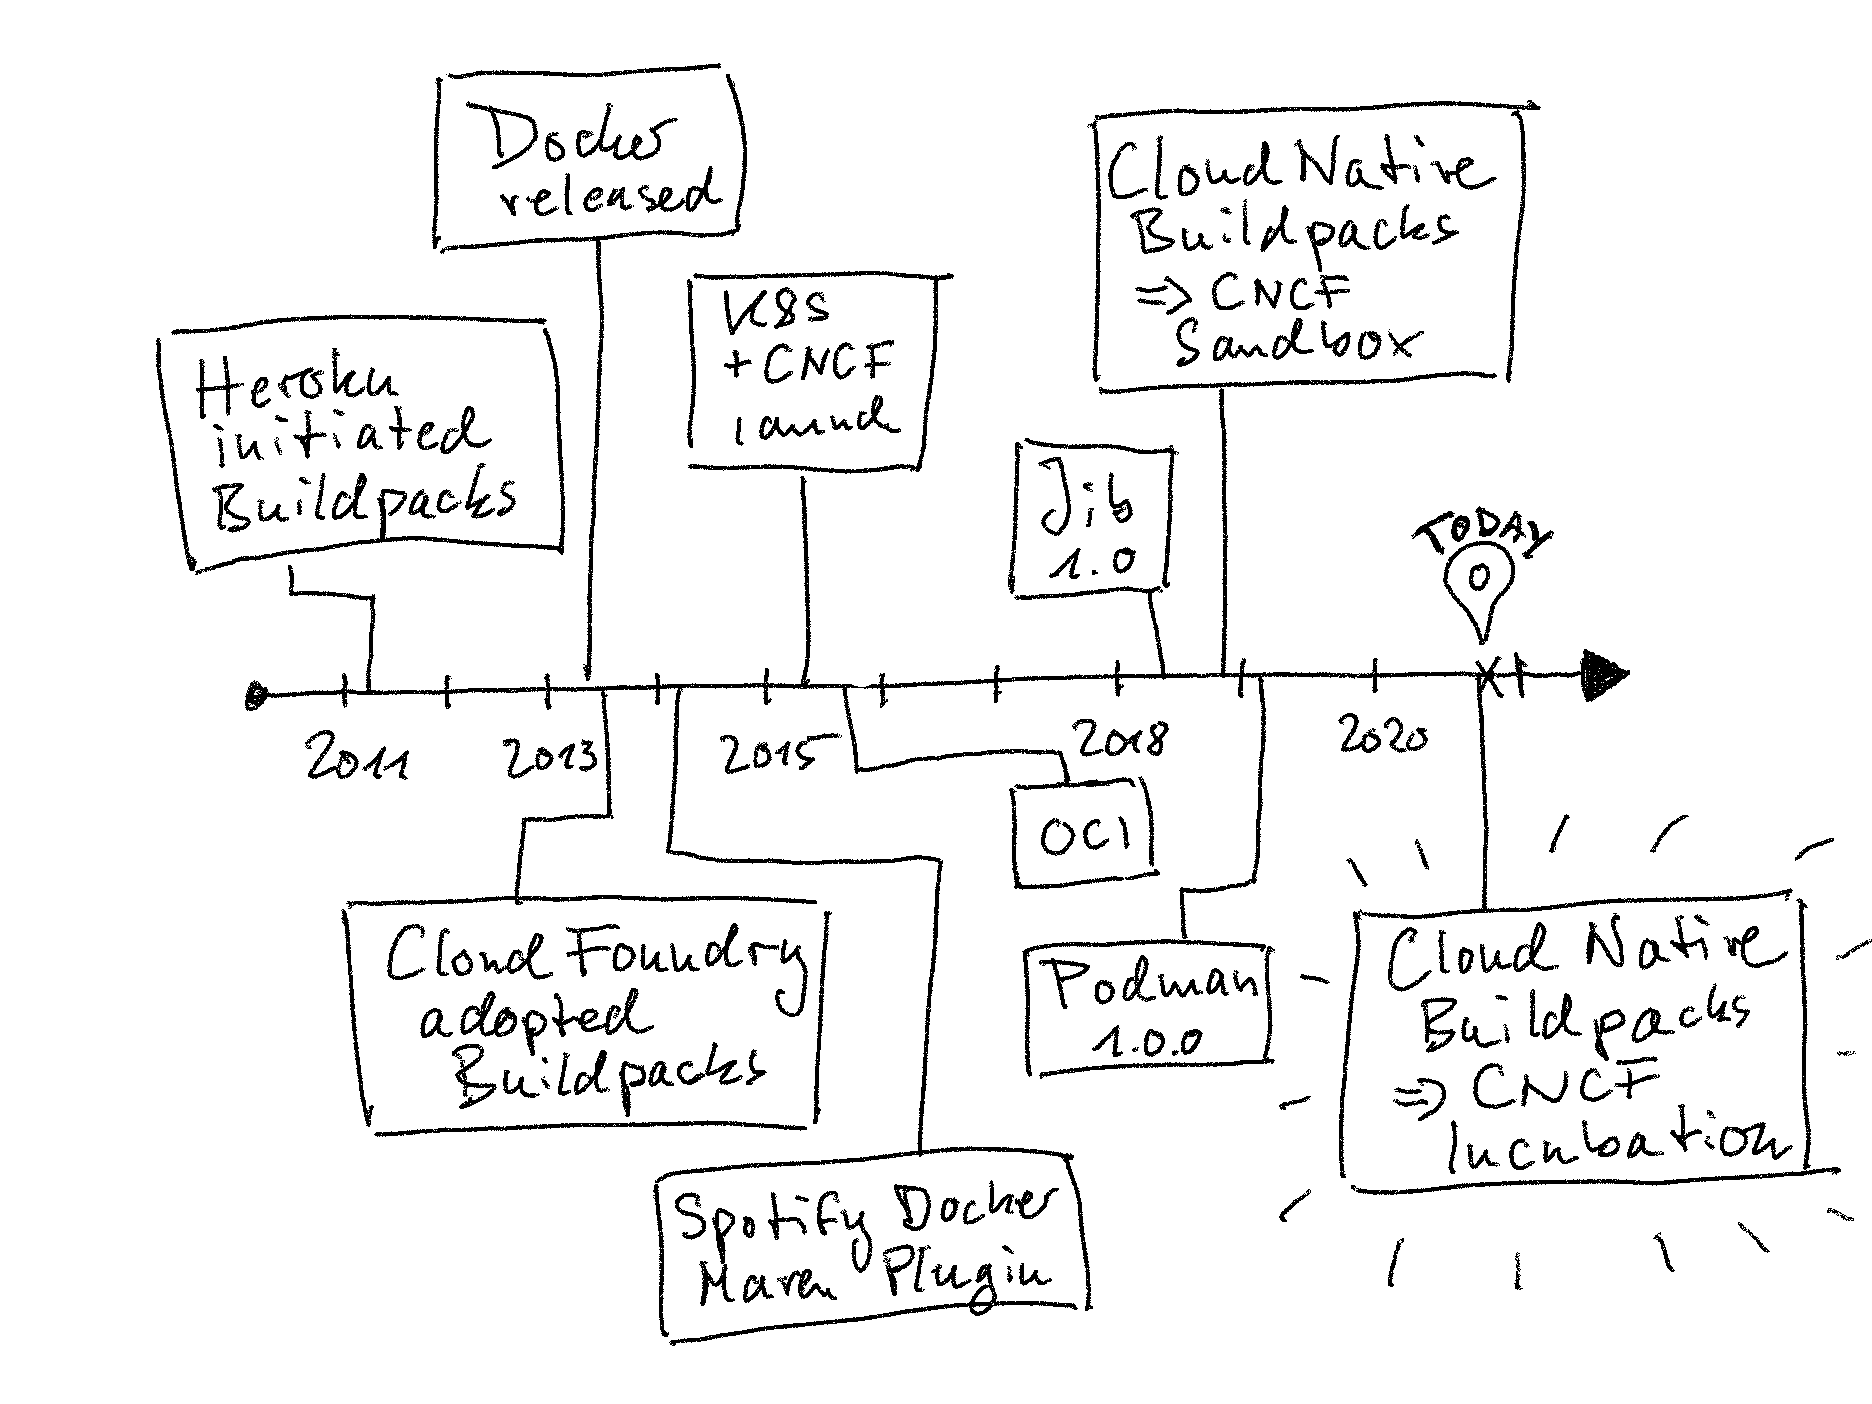 Docker
released
Cloud Native
Buildpacks
=> CNCF
Sandbox
K8S
+ CNCF
launch
Heroku
initiated
Buildpacks
Jib
1.0
TODAY
2011
2013
2015
2018
2020
OCI
Cloud Foundry
adopted
Buildpacks
Podman
1.0.0
Cloud Native
Buildpacks
=> CNCF
Incubation
Spotify Docker
Maven Plugin